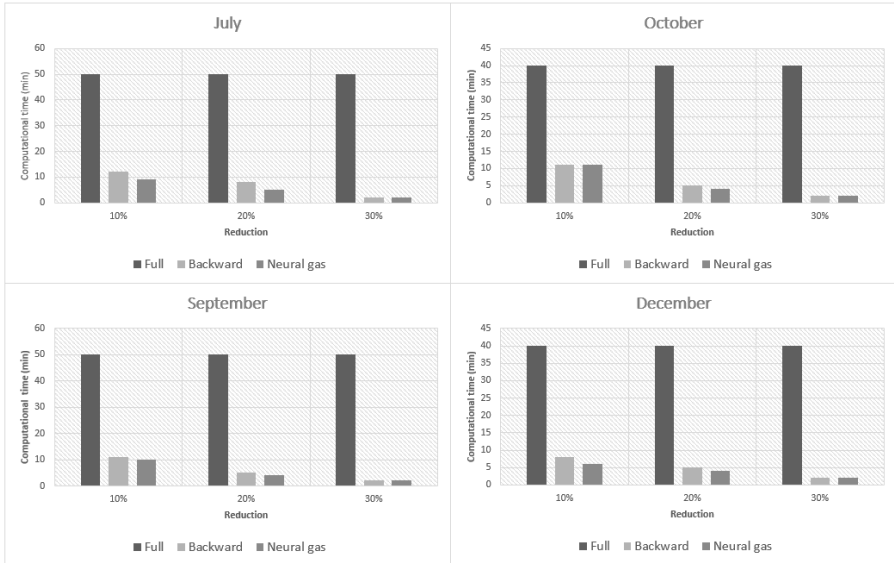 July
Computational time (min)
60
50
40
30
20
10
0
10%
20%
30%
Reduction
Full Backward Neural gas
October
Computational time (min)
45
40
35
30
25
20
15
10
5
0
10%
20%
30%
Reduction
Full Backward Neural gas
September
Computational time (min)
60
50
40
30
20
10
0
10%
20%
30%
Reduction
Full Backward Neural gas
December
Computational time (min)
45
40
35
30
25
20
15
10
5
0
10%
20%
30%
Reduction
Full Backward Neural gas